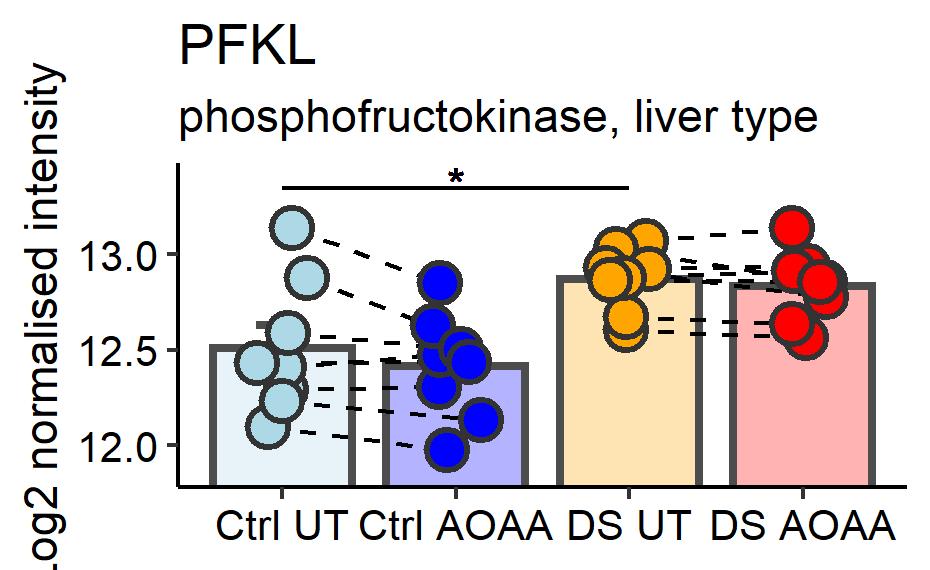 PFKL
phosphofructokinase, liver type
Log2 normalised intensity
*
13.0
12.5
12.0
Ctrl UT Ctrl AOAA DS UT DS AOAA